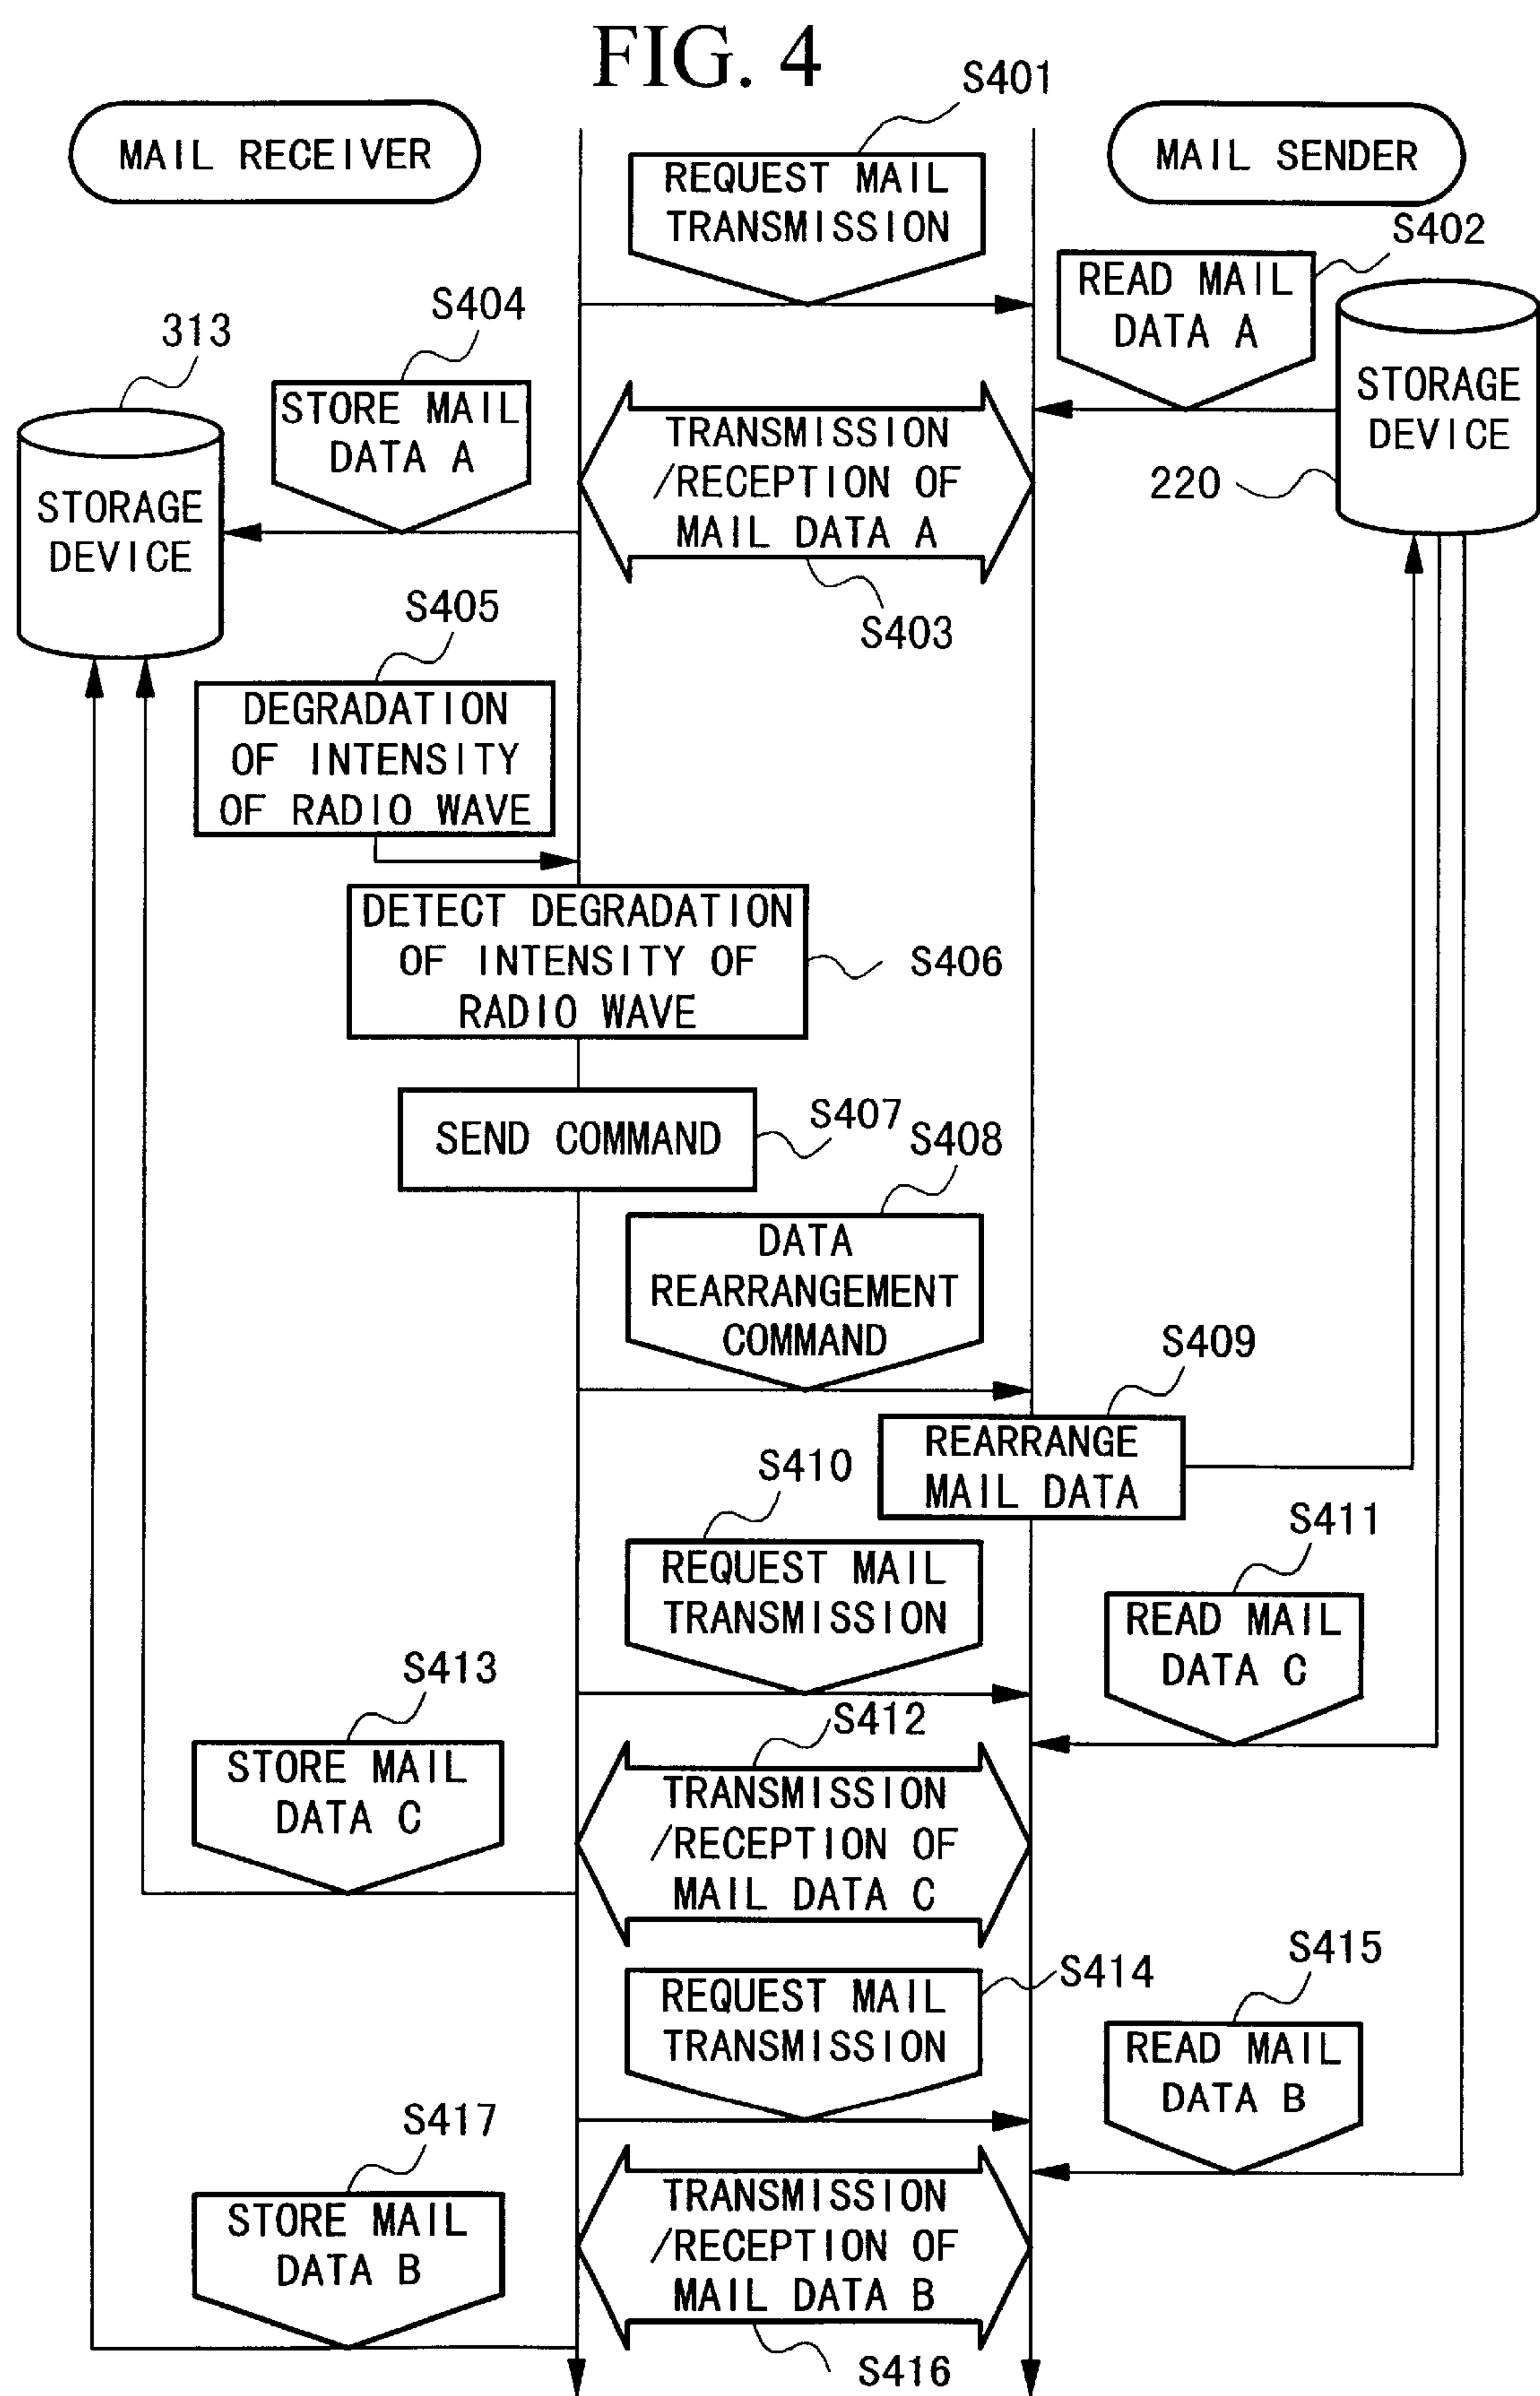 FIG. 4
S401
MAIL RECEIVER
REQUEST MAIL
TRANSMISSION
MAIL SENDER
S402
READ MAIL
DATA A
S404
313
STORE MAIL
DATA A
STORAGE
DEVICE
TRANSMISSION
/RECEPTION OF
MAIL DATA A
S403
STORAGE
DEVICE
220
S405
DEGRADATION
OF INTENSITY
OF RADIO WAVE
DETECT DEGRADATION
OF INTENSITY OF
RADIO WAVE
S406
SEND COMMAND
S407
S408
DATA
REARRANGEMENT
COMMAND
S409
REARRANGE
MAIL DATA
S410
REQUEST MAIL
TRANSMISSION
S411
READ MAIL
DATA C
S413
STORE MAIL
DATA C
S412
TRANSMISSION
/RECEPTION OF
MAIL DATA C
S414
REQUEST MAIL
TRANSMISSION
S415
READ MAIL
DATA B
S417
STORE MAIL
DATA B
TRANSMISSION
/RECEPTION OF
MAIL DATA B
S416